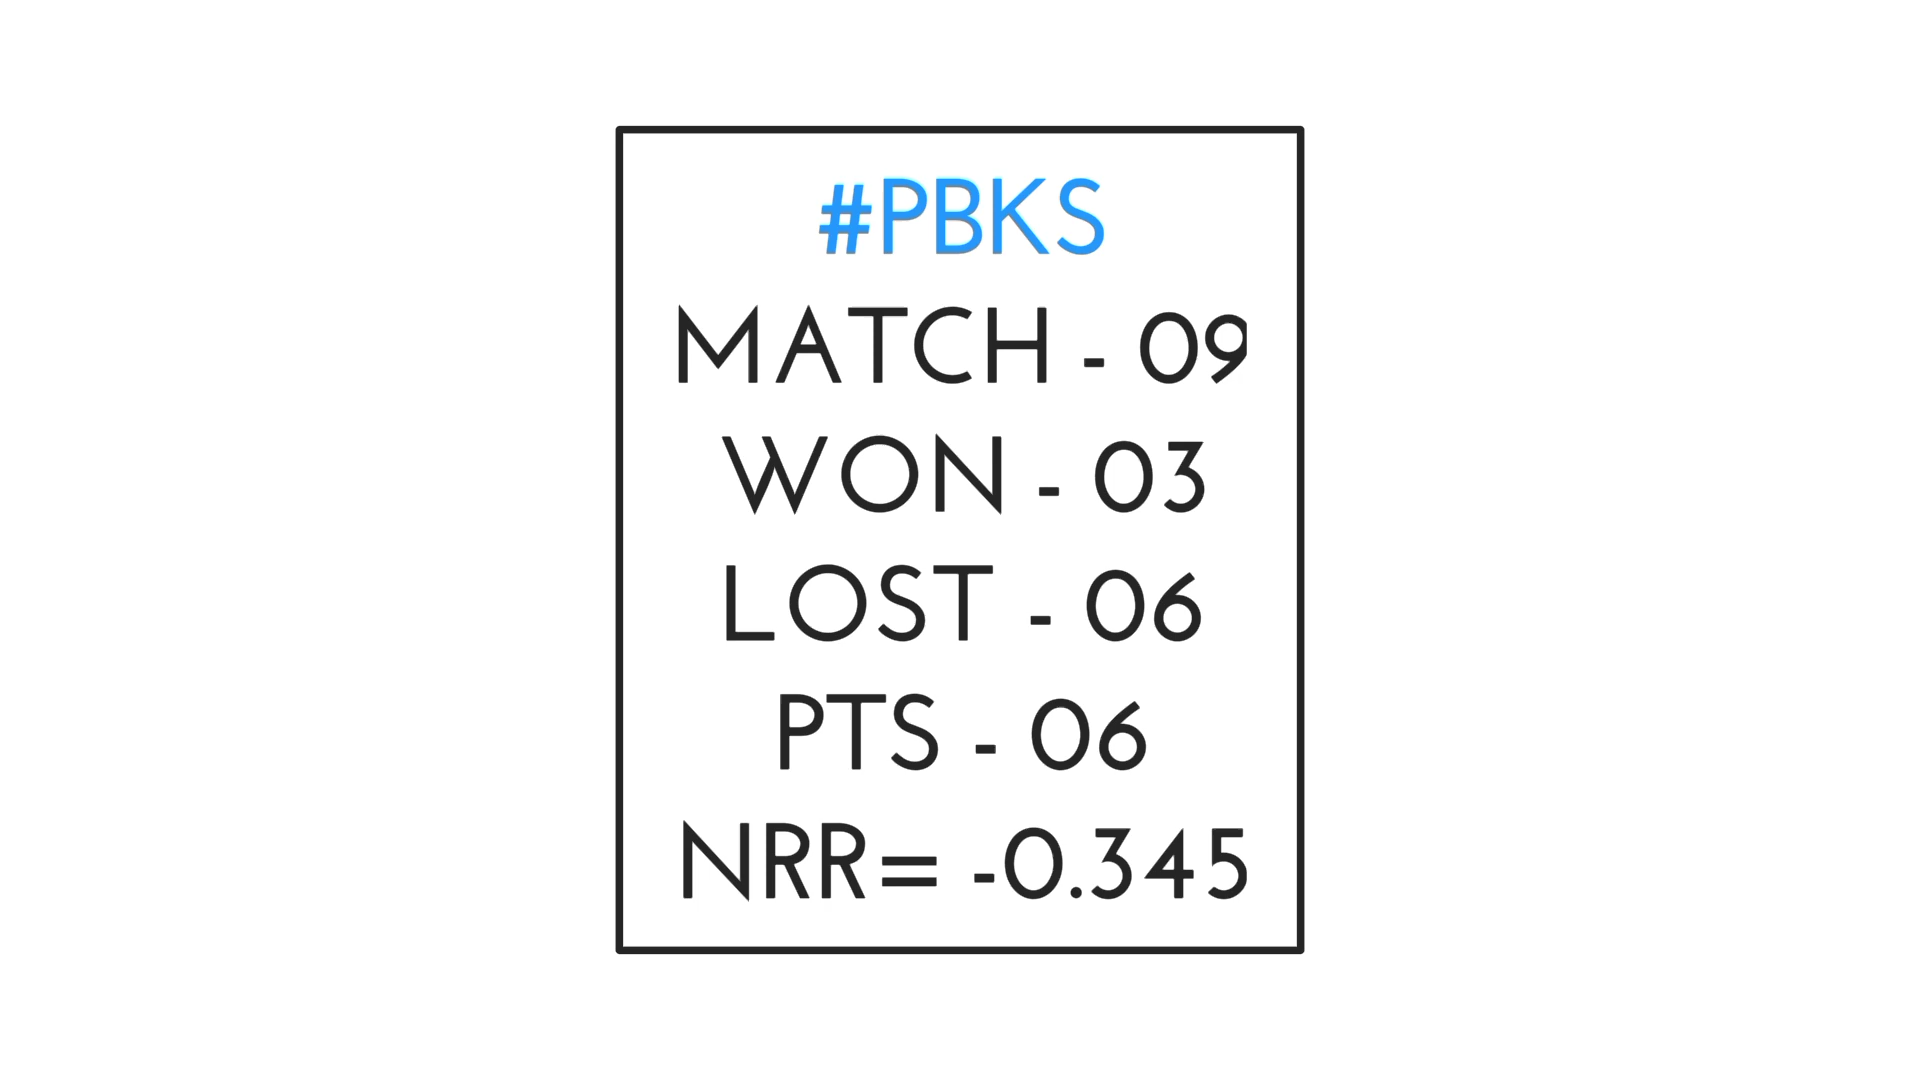 #PBKS
MATCH - 09
WON - 03
LOST - 06
PTS - 06
NRR= -0.345